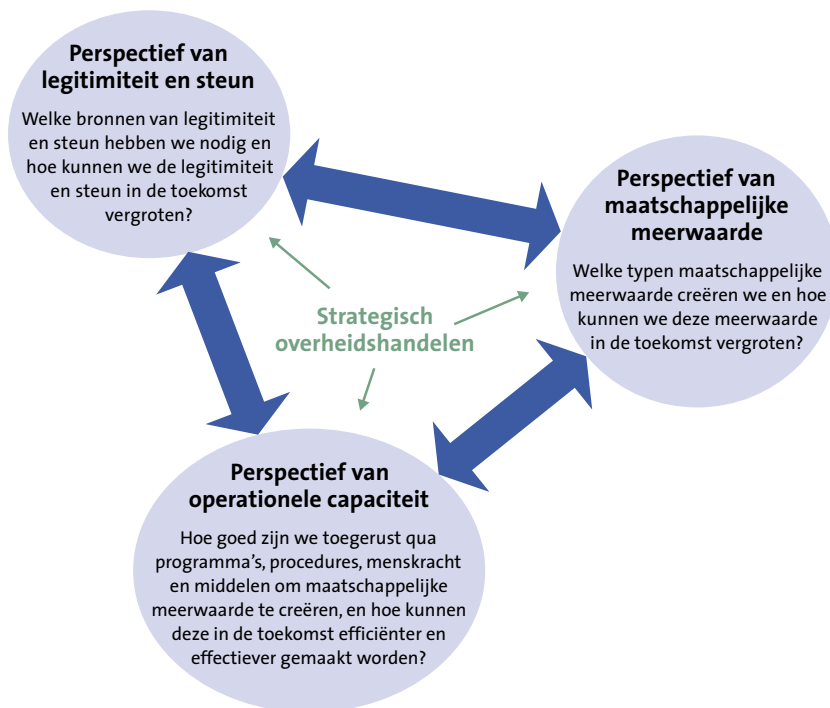 Perspectief van
legitimiteit en steun
Welke bronnen van legitimiteit
en steun hebben we nodig en
hoe kunnen we de legitimiteit
en steun in de toekomst
vergroten?
Perspectief van
maatschappelijke
meerwaarde
Welke typen maatschappelijke
meerwaarde creëren we en hoe
kunnen we deze meerwaarde
in de toekomst vergroten?
Strategisch
overheidshandelen
Perspectief van
operationele capaciteit
Hoe goed zijn we toegerust qua
programma's, procedures, menskracht
en middelen om maatschappelijke
meerwaarde te creëren, en hoe kunnen
deze in de toekomst efficiënter en
effectiever gemaakt worden?